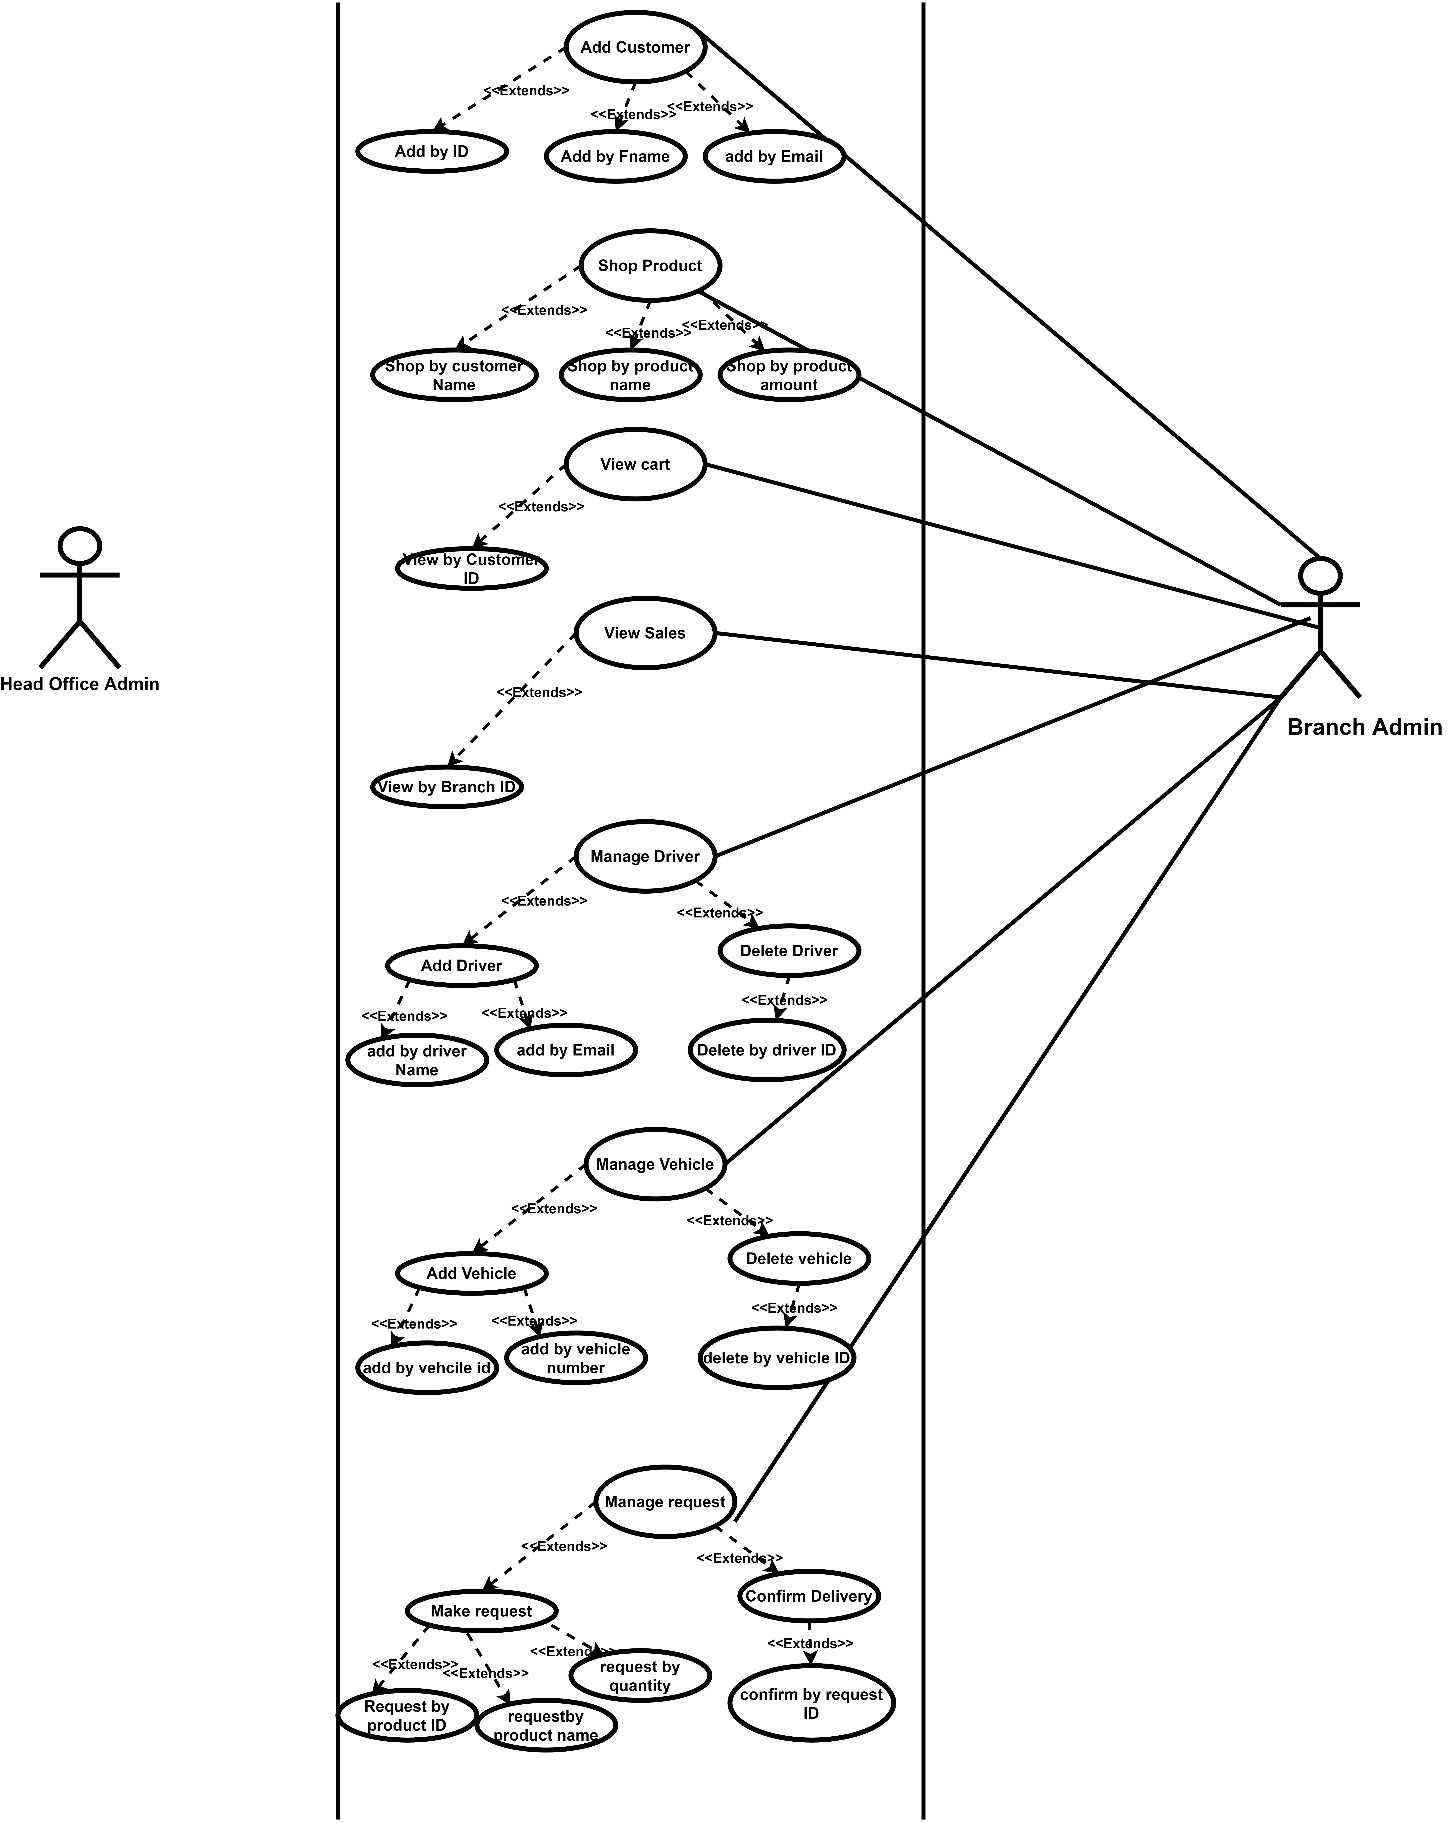 Add Customer
<<Extends>>
<<Extends>>
<<Extends>>
Add by ID
Add by Fname
add by Email
Shop Product
<<Extends>>
<<Extends>>
<<Extends>>
Shop by customer
Name
Shop by product
name
Shop by product
amount
View cart
<<Extends>>
View by Customer
ID
View Sales
<<Extends>>
View by Branch ID
Head Office Admin
Branch Admin
Manage Driver
<<Extends>>
<<Extends>>
Add Driver
Delete Driver
<<Extends>>
<<Extends>>
<<Extends>>
add by driver
Name
add by Email
Delete by driver ID
Manage Vehicle
<<Extends>>
<<Extends>>
Add Vehicle
Delete vehicle
<<Extends>>
<<Extends>>
<<Extends>>
add by vehcile id
add by vehicle
number
delete by vehicle ID
Manage request
<<Extends>>
<<Extends>>
Make request
Confirm Delivery
<<Extends>>
<<Extends>>
<<Extends>>
<<Extends>>
Request by
product ID
requestby
product name
request by
quantity
confirm by request
ID